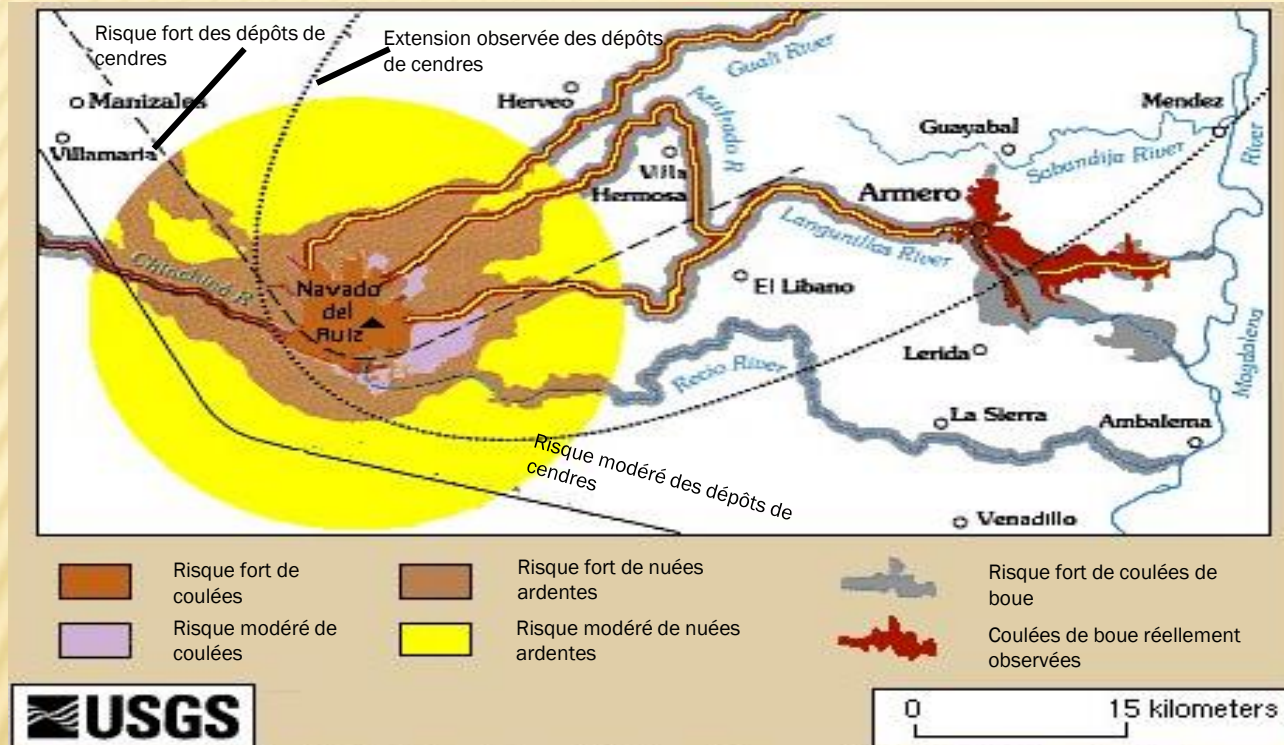 Risque fort des dépôts de
cendres
Extension observée des dépôts
de cendres
Manizales
Villamaria
Herveo
Guali River
Azufrado R
Villa
Hermosa
Guayabal
Mendez
Sabandija River
River
Armero
Langunillas River
Chinchina R
Navado
del
Ruiz
El Libano
Lerida
Magdalena
Recio River
La Sierra
Ambalema
Risque modéré des dépôts de
cendres
Venadillo
Risque fort de
coulées
Risque fort de nuées
ardentes
Risque fort de coulées de
boue
Risque modéré de
coulées
Risque modéré de nuées
ardentes
Coulées de boue réellement
observées
USGS
0 15 kilometers